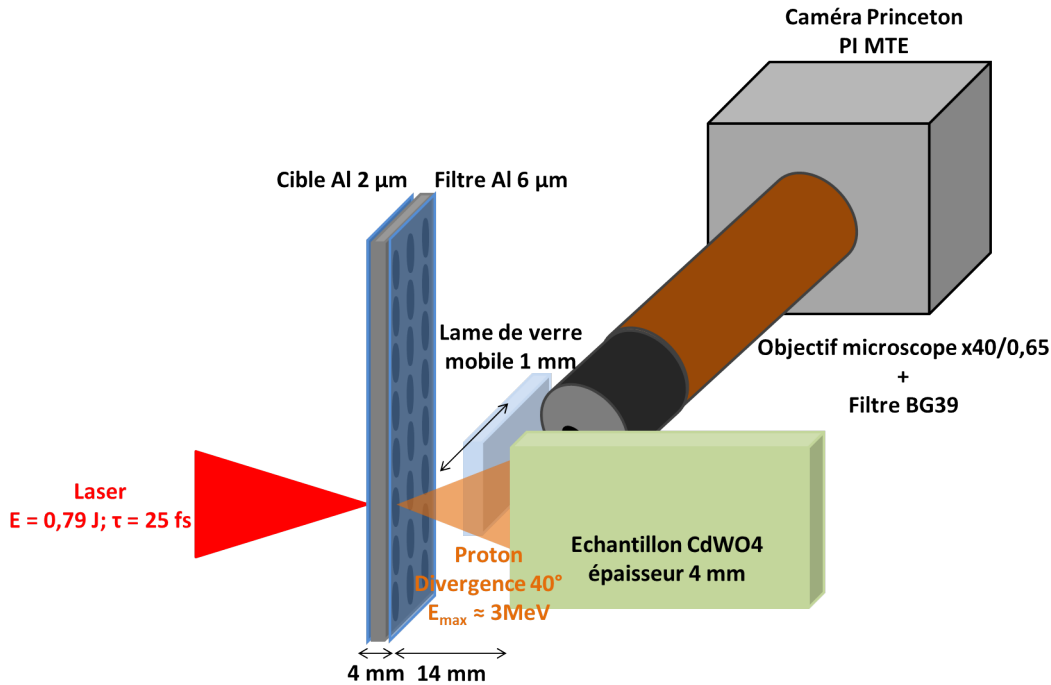 Caméra Princeton
PI MTE
Cible Al 2 µm
Filtre Al 6 µm
Lame de verre
mobile 1 mm
Objectif microscope x40/0,65
+
Filtre BG39
Laser
E = 0,79 J; τ = 25 fs
Echantillon CdWO4
épaisseur 4 mm
Proton
Divergence 40°
Emax ≈ 3MeV
4 mm
14 mm